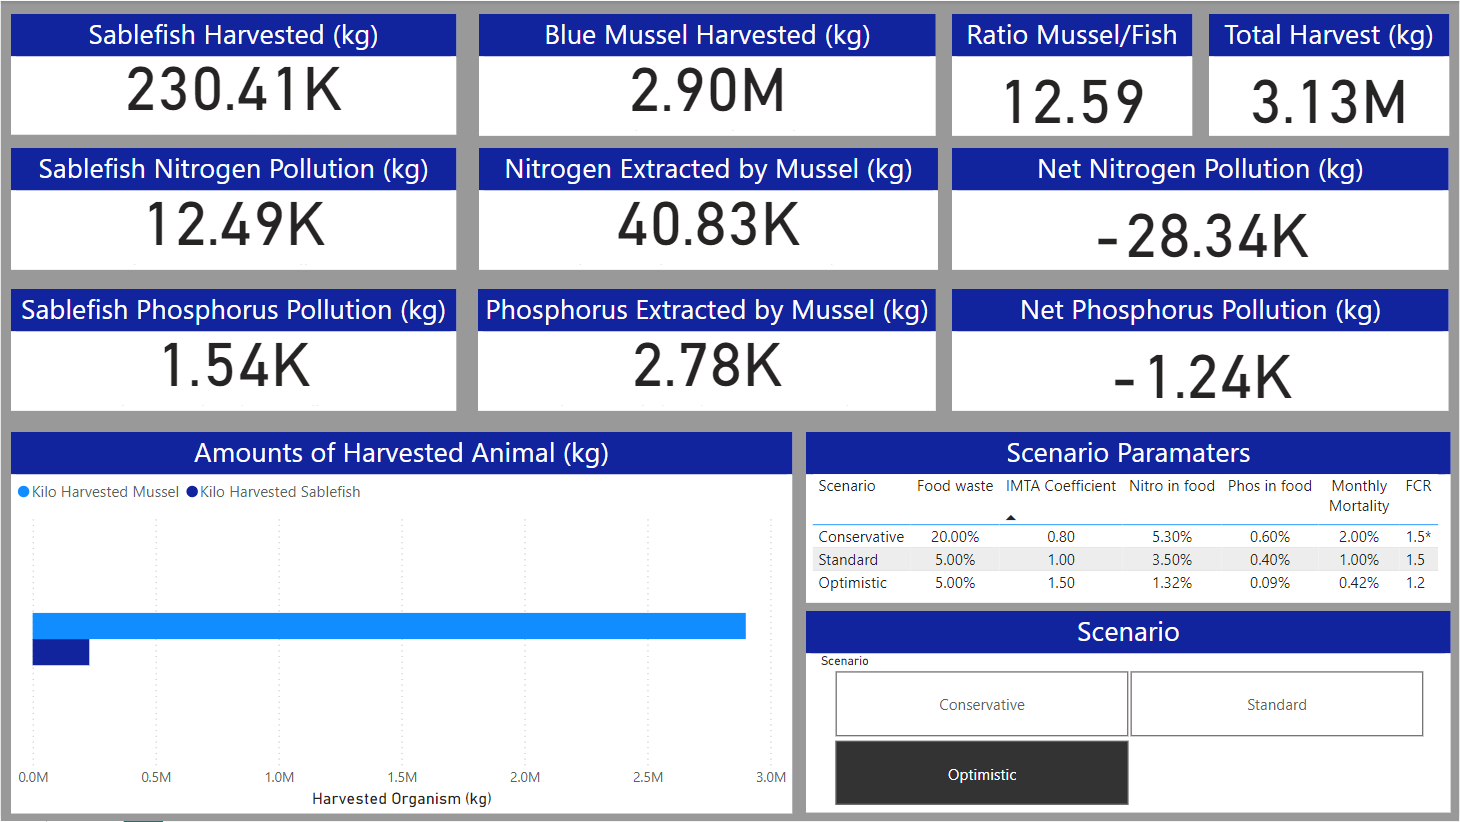 Sablefish Harvested (kg)
230.41K
Blue Mussel Harvested (kg)
2.90M
Ratio Mussel/Fish
12.59
Total Harvest (kg)
3.13M
Sablefish Nitrogen Pollution (kg)
12.49K
Nitrogen Extracted by Mussel (kg)
40.83K
Net Nitrogen Pollution (kg)
-28.34K
Sablefish Phosphorus Pollution (kg)
1.54K
Phosphorus Extracted by Mussel (kg)
2.78K
Net Phosphorus Pollution (kg)
-1.24K
Amounts of Harvested Animal (kg)
Kilo Harvested Mussel Kilo Harvested Sablefish
0.0M 0.5M 1.0M 1.5M 2.0M 2.5M 3.0M
Harvested Organism (kg)
Scenario Paramaters
Scenario Food waste IMTA Coefficient Nitro in food Phos in food Monthly Mortality FCR
Conservative 20.00% 0.80 5.30% 0.60% 2.00% 1.5*
Standard 5.00% 1.00 3.50% 0.40% 1.00% 1.5
Optimistic 5.00% 1.50 1.32% 0.09% 0.42% 1.2
Scenario
Scenario
Conservative
Standard
Optimistic